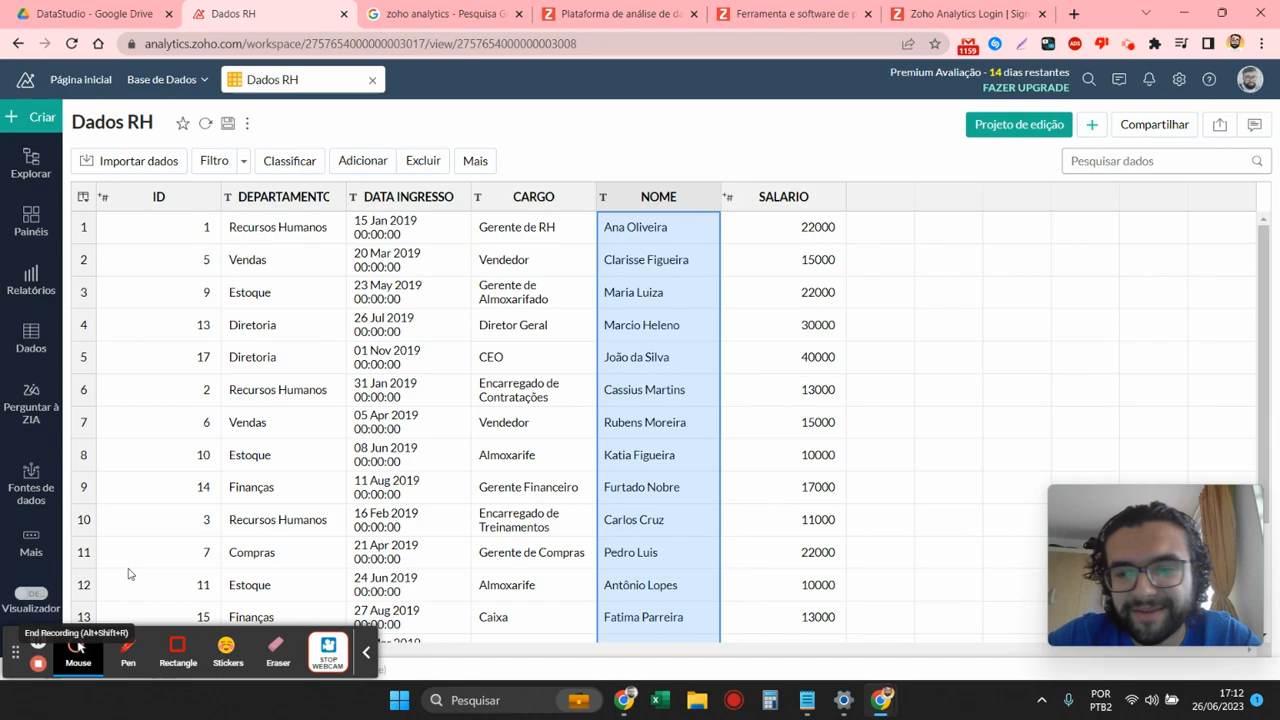 DataStudio - Google Drive
Dados RH
zoho analytics - Pesquisa G
Plataforma de análise de da
Ferramenta e software de p
Zoho Analytics Login | Sign
analytics.zoho.com/workspace/2757654000000003017/view/2757654000000003008
1159
ADS
Página inicial
Base de Dados
Dados RH
Premium Avaliação - 14 dias restantes
FAZER UPGRADE
Criar
Dados RH
Projeto de edição
Compartilhar
Importar dados
Filtro
Classificar
Adicionar
Excluir
Mais
Pesquisar dados
Explorar
Painéis
Relatórios
Dados
Perguntar à
ZIA
Fontes de
dados
Mais
DE..
Visualizador
ID DEPARTAMENTO DATA INGRESSO CARGO NOME SALARIO
1 1 Recursos Humanos 15 Jan 2019 00:00:00 Gerente de RH Ana Oliveira 22000
2 5 Vendas 20 Mar 2019 00:00:00 Vendedor Clarisse Figueira 15000
3 9 Estoque 23 May 2019 00:00:00 Gerente de Almoxarifado Maria Luiza 22000
4 13 Diretoria 26 Jul 2019 00:00:00 Diretor Geral Marcio Heleno 30000
5 17 Diretoria 01 Nov 2019 00:00:00 CEO João da Silva 40000
6 2 Recursos Humanos 31 Jan 2019 00:00:00 Encarregado de Contratações Cassius Martins 13000
7 6 Vendas 05 Apr 2019 00:00:00 Vendedor Rubens Moreira 15000
8 10 Estoque 08 Jun 2019 00:00:00 Almoxarife Katia Figueira 10000
9 14 Finanças 11 Aug 2019 00:00:00 Gerente Financeiro Furtado Nobre 17000
10 3 Recursos Humanos 16 Feb 2019 00:00:00 Encarregado de Treinamentos Carlos Cruz 11000
11 7 Compras 21 Apr 2019 00:00:00 Gerente de Compras Pedro Luis 22000
12 11 Estoque 24 Jun 2019 00:00:00 Almoxarife Antônio Lopes 10000
13 15 Finanças 27 Aug 2019 00:00:00 Caixa Fatima Parreira 13000
End Recording (Alt+Shift+R)
Mouse
Pen
Rectangle
Stickers
Eraser
STOP
WEBCAM
Pesquisar
POR
PTB2
17:12
26/06/2023